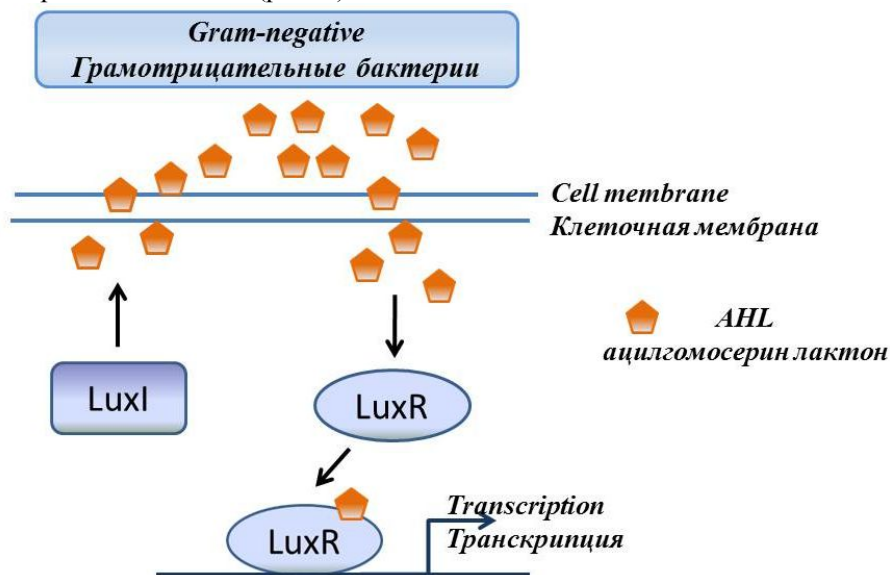 Gram-negative
Грамотрицательные бактерии
Cell membrane
Клеточная мембрана
AHL
ацилгомосерин лактон
LuxI
LuxR
Transcription
Транскрипция
LuxR